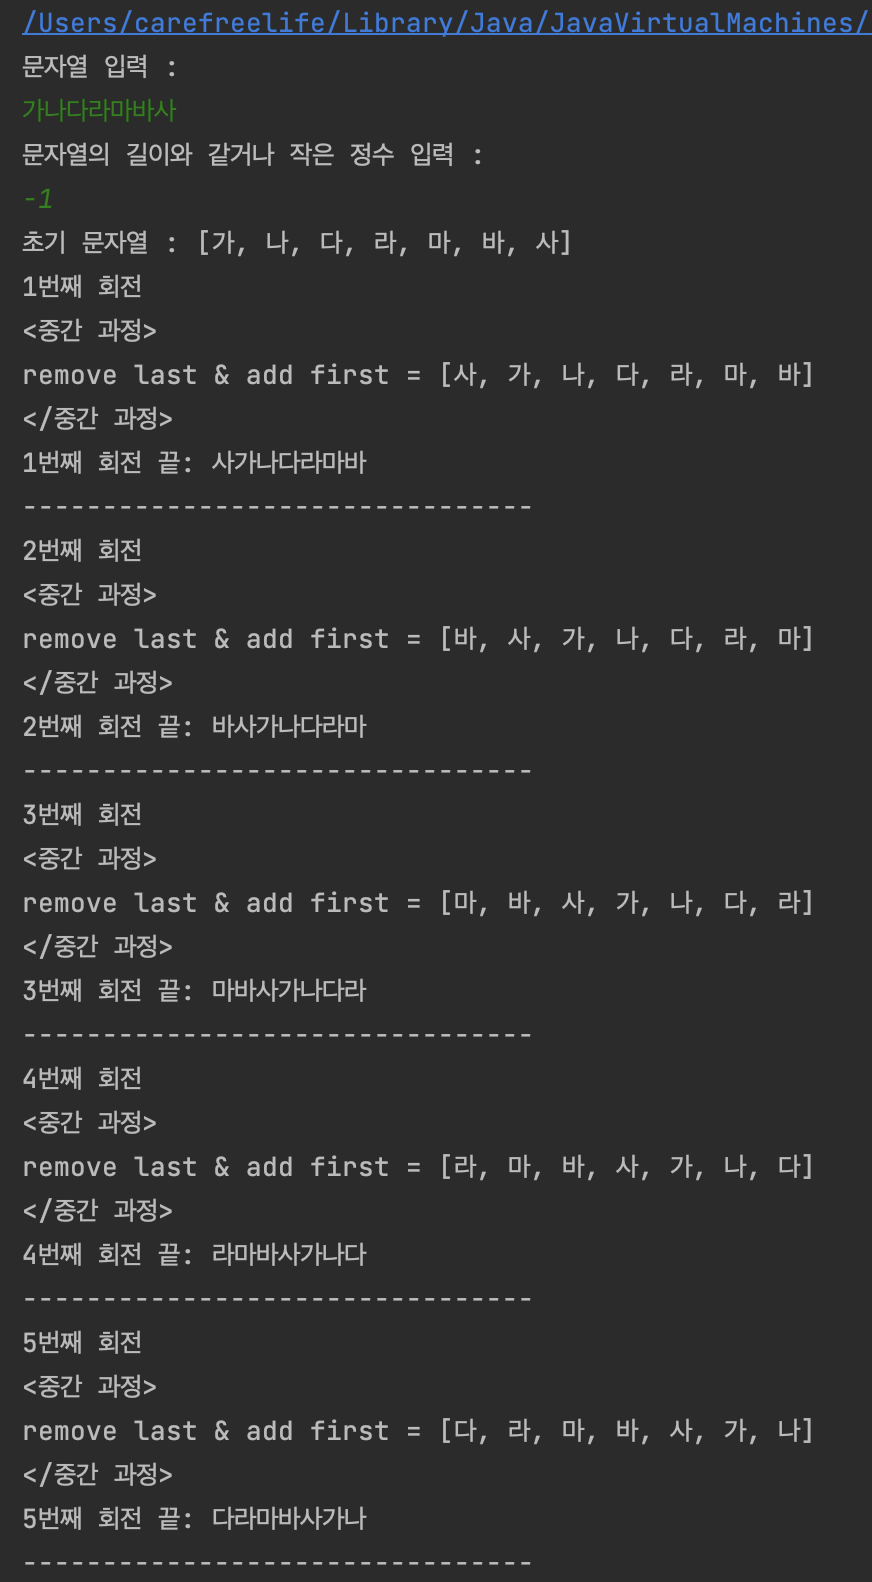 /Users/carefreelife/Library/Java/JavaVirtualMachines/
문자열 입력 :
가나다라마바사
문자열의 길이와 같거나 작은 정수 입력 :
-1
초기 문자열 : [가, 나, 다, 라, 마, 바, 사]
1번째 회전
<중간 과정>
remove last & add first = [사, 가, 나, 다, 라, 마, 바]
</중간 과정>
1번째 회전 끝: 사가나다라마바
--------------------------------
2번째 회전
<중간 과정>
remove last & add first = [바, 사, 가, 나, 다, 라, 마]
</중간 과정>
2번째 회전 끝: 바사가나다라마
--------------------------------
3번째 회전
<중간 과정>
remove last & add first = [마, 바, 사, 가, 나, 다, 라]
</중간 과정>
3번째 회전 끝: 마바사가나다라
--------------------------------
4번째 회전
<중간 과정>
remove last & add first = [라, 마, 바, 사, 가, 나, 다]
</중간 과정>
4번째 회전 끝: 라마바사가나다
--------------------------------
5번째 회전
<중간 과정>
remove last & add first = [다, 라, 마, 바, 사, 가, 나]
</중간 과정>
5번째 회전 끝: 다라마바사가나
--------------------------------